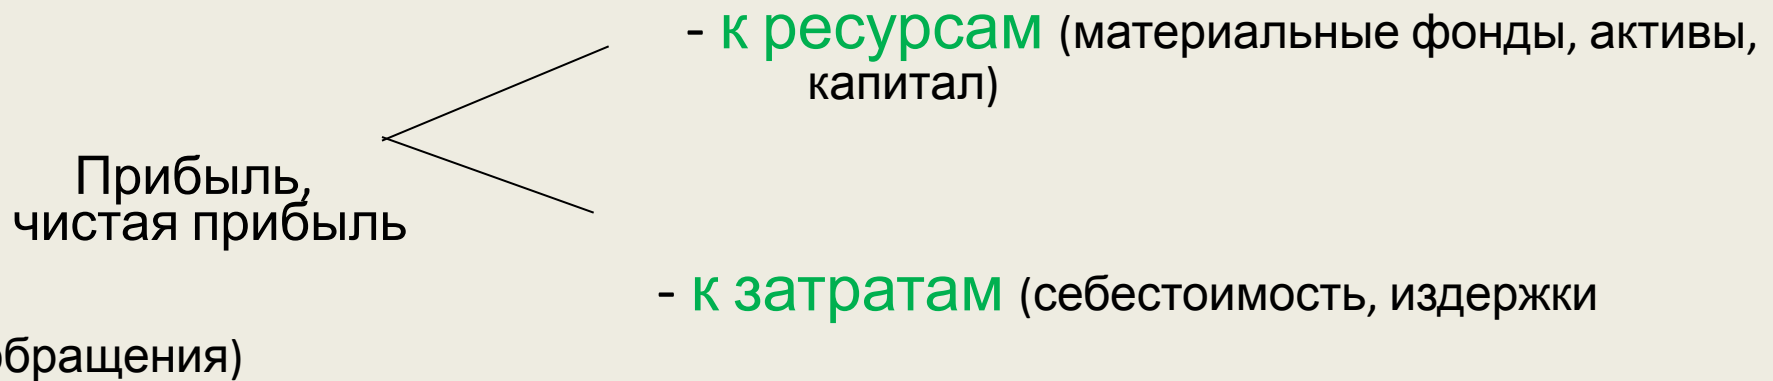 - к ресурсам (материальные фонды, активы,
капитал)
Прибыль,
чистая прибыль
- к затратам (себестоимость, издержки
обращения)